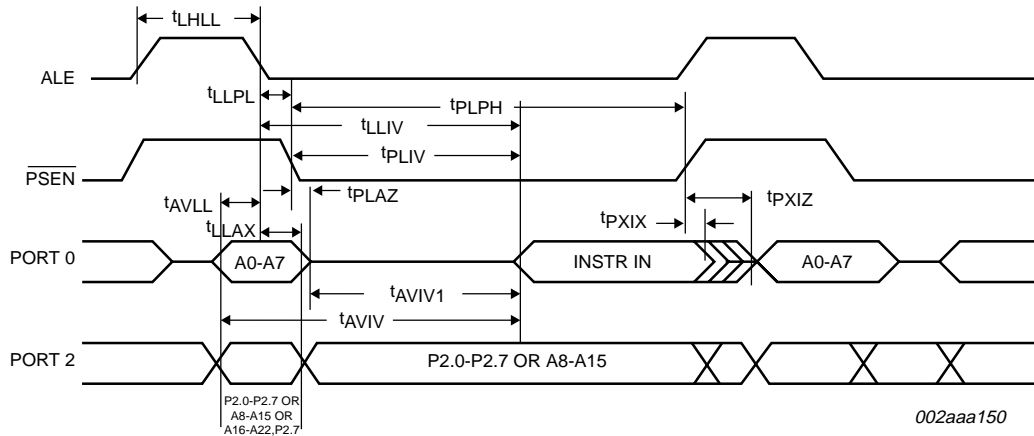 tLHLL
ALE
tLLPL
tPLPH
tLLIV
tPLIV
PSEN
tPLAZ
tAVLL
tPXIZ
tLLAX
tPXIX
PORT 0
A0-A7
INSTR IN
A0-A7
tAVIV1
tAVIV
PORT 2
P2.0-P2.7 OR A8-A15
P2.0-P2.7 OR
A8-A15 OR
A16-A22,P2.7
002aaa150